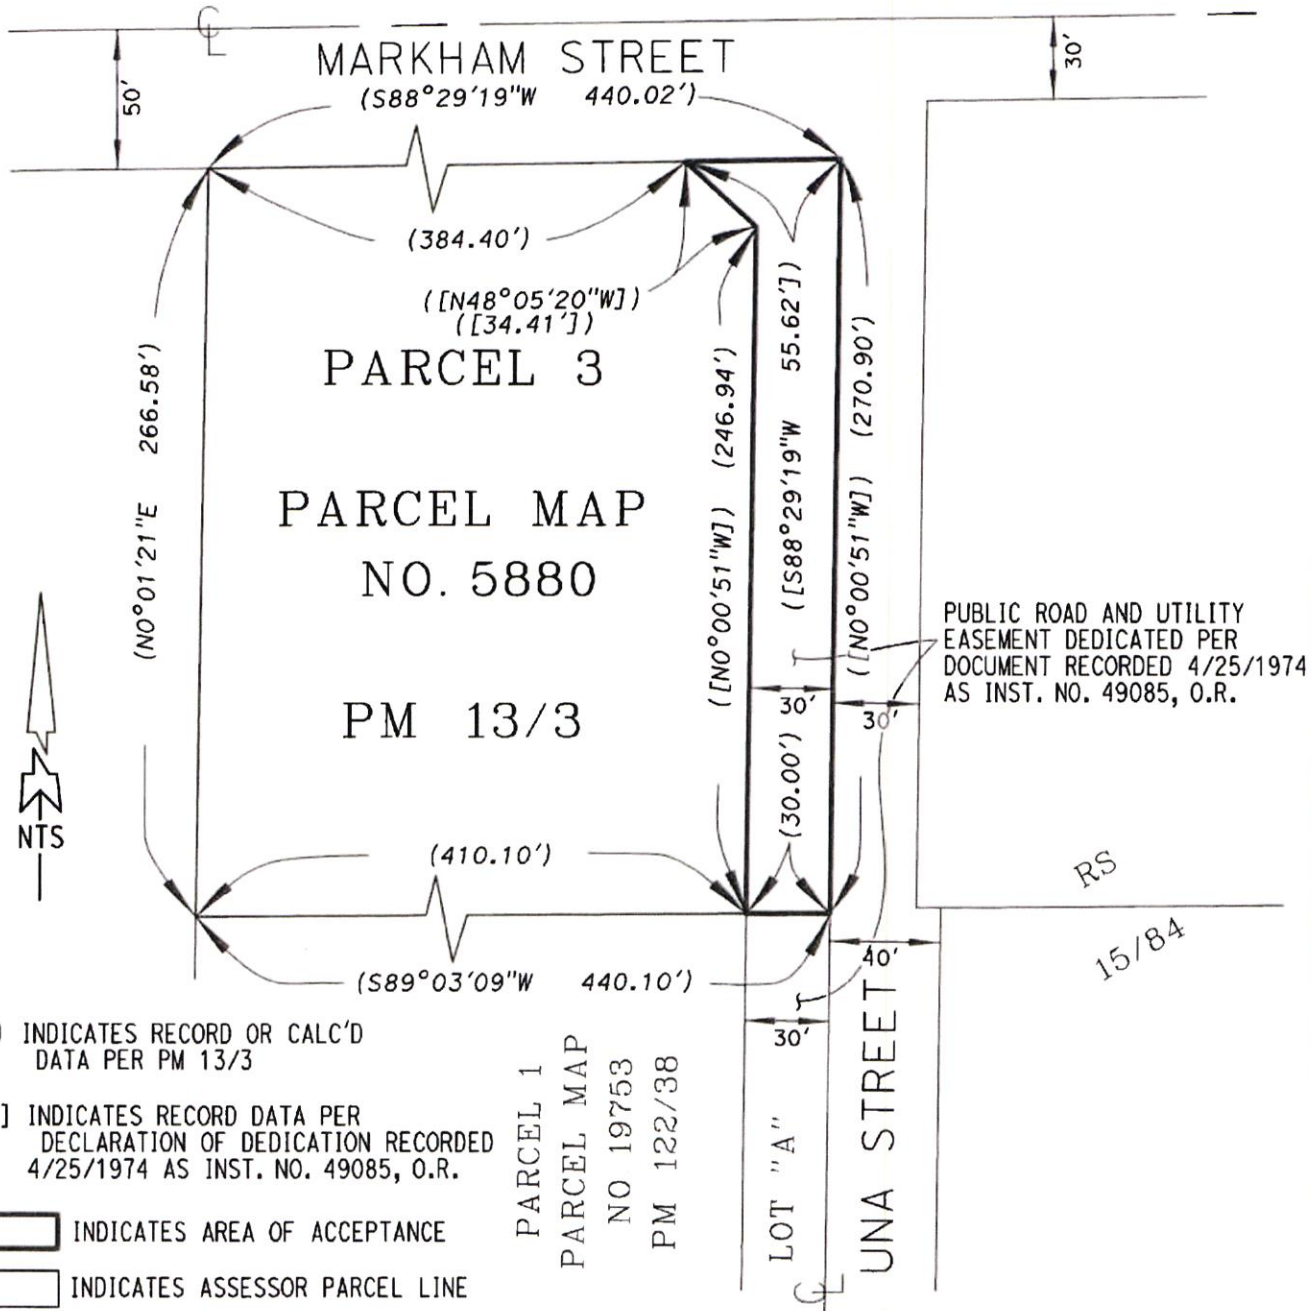 ℄
MARKHAM STREET
(S88°29'19"W 440.02')
50'
30'
(384.40')
([N48°05'20"W])
([34.41'])
PARCEL 3
PARCEL MAP
NO. 5880
PM 13/3
(N0°01'21"E 266.58')
([N0°00'51"W]) (246.94')
([S88°29'19"W 55.62'])
([N0°00'51"W]) (270.90')
PUBLIC ROAD AND UTILITY
EASEMENT DEDICATED PER
DOCUMENT RECORDED 4/25/1974
AS INST. NO. 49085, O.R.
30'
30'
(30.00')
NTS
(410.10')
RS
15/84
(S89°03'09"W 440.10')
40'
30'
) INDICATES RECORD OR CALC'D
DATA PER PM 13/3
] INDICATES RECORD DATA PER
DECLARATION OF DEDICATION RECORDED
4/25/1974 AS INST. NO. 49085, O.R.
INDICATES AREA OF ACCEPTANCE
INDICATES ASSESSOR PARCEL LINE
PARCEL 1
PARCEL MAP
NO 19753
PM 122/38
LOT "A"
UNA STREET
℄